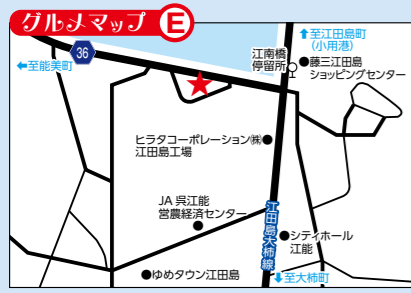 グルメマップ E
36
←至能美町
江南橋
停留所
↑至江田島町
(小用港)
●藤三江田島
ショッピングセンター
ヒラタコーポレーション㈱●
江田島工場
JA 呉江能
営農経済センター
江田島大柿線
●シティホール
江能
●ゆめタウン江田島
↓至大柿町